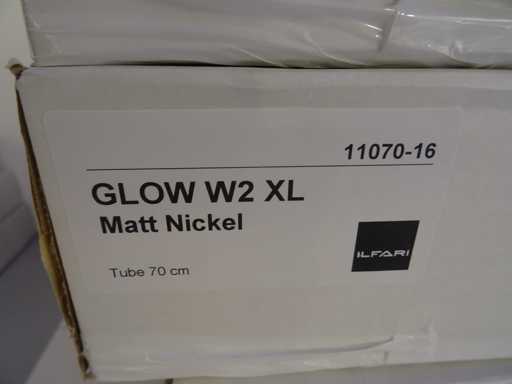 11070-16
GLOW W2 XL
Matt Nickel
ILFARI
Tube 70 cm